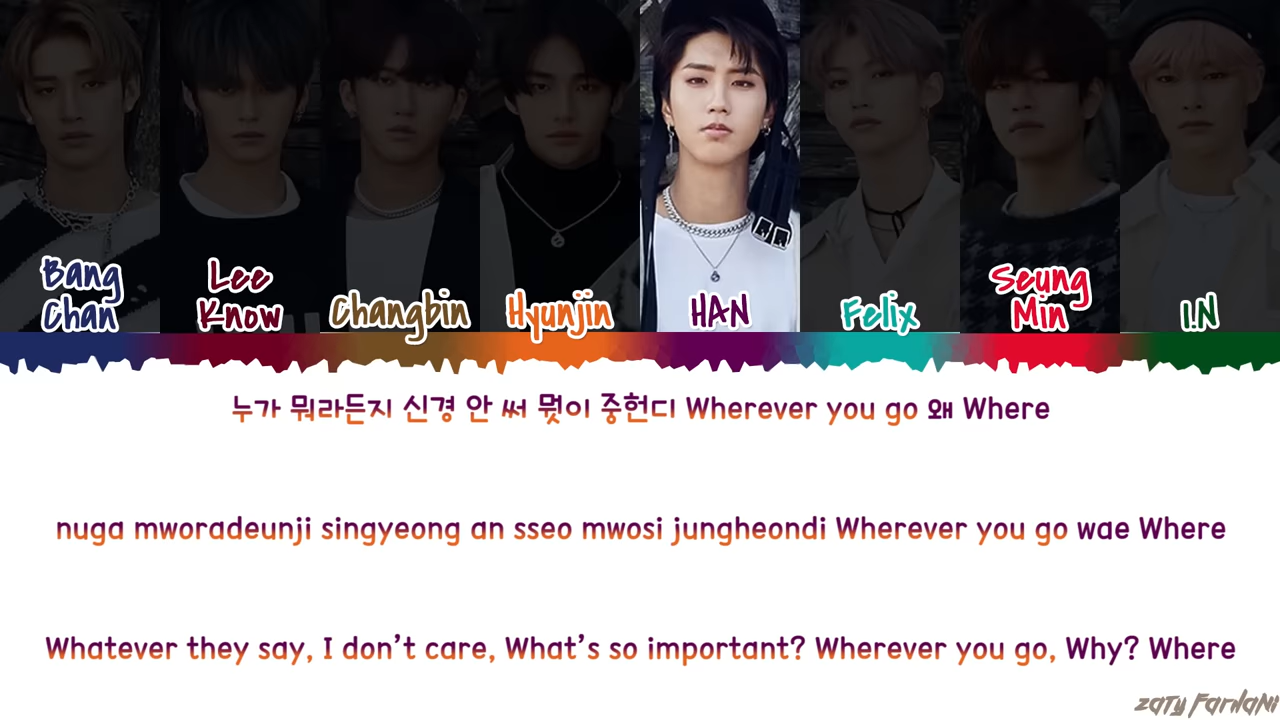 Bang Chan
Lee Know
Changbin
Hyunjin
HAN
Felix
Seung Min
I.N
누가 뭐라든지 신경 안 써 뭣이 중헌디 Wherever you go 왜 Where
nuga mworadeunji singyeong an sseo mwosi jungheondi Wherever you go wae Where
Whatever they say, I don't care, What's so important? Wherever you go, Why? Where
ZATY FARHANI